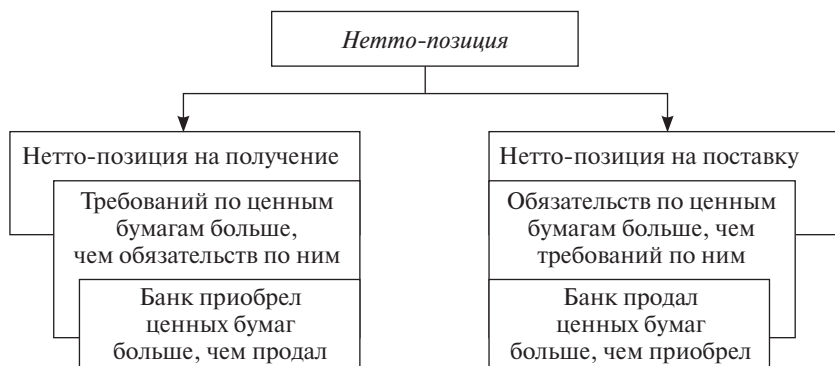 Нетто-позиция
Нетто-позиция на получение
Требований по ценным
бумагам больше,
чем обязательств по ним
Банк приобрел
ценных бумаг
больше, чем продал
Нетто-позиция на поставку
Обязательств по ценным
бумагам больше, чем
требований по ним
Банк продал
ценных бумаг
больше, чем приобрел